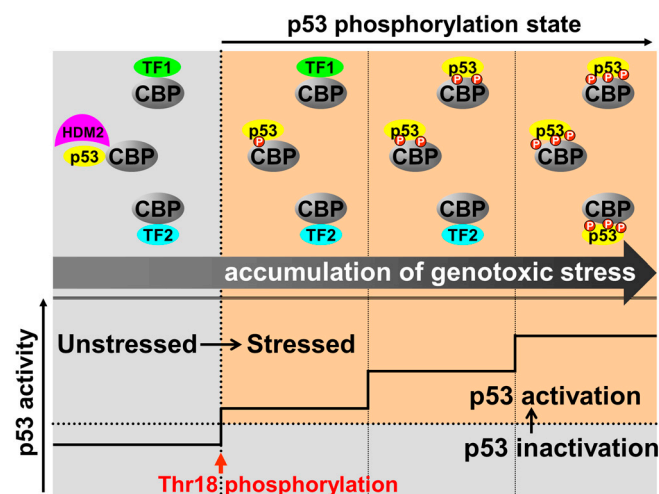 p53 phosphorylation state
TF1
CBP
TF1
CBP
p53
P P
CBP
p53
P P P
CBP
HDM2
p53 CBP
p53
P
CBP
p53
P P
CBP
p53
P P P
CBP
CBP
TF2
CBP
TF2
CBP
TF2
CBP
P P P
p53
accumulation of genotoxic stress
p53 activity
Unstressed
Stressed
p53 activation
p53 inactivation
Thr18 phosphorylation